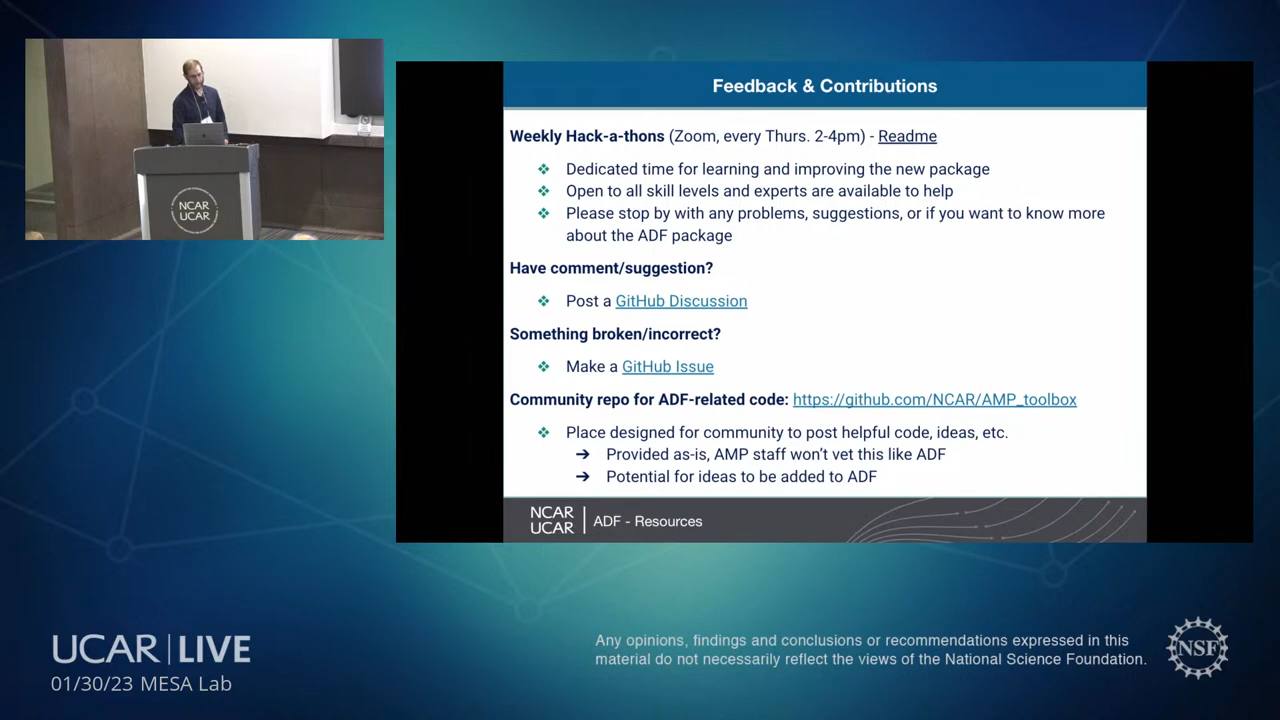 NCAR
UCAR
Feedback & Contributions
Weekly Hack-a-thons (Zoom, every Thurs. 2-4pm) - Readme
❖ Dedicated time for learning and improving the new package
❖ Open to all skill levels and experts are available to help
❖ Please stop by with any problems, suggestions, or if you want to know more
about the ADF package
Have comment/suggestion?
❖ Post a GitHub Discussion
Something broken/incorrect?
❖ Make a GitHub Issue
Community repo for ADF-related code: https://github.com/NCAR/AMP_toolbox
❖ Place designed for community to post helpful code, ideas, etc.
➔ Provided as-is, AMP staff won't vet this like ADF
➔ Potential for ideas to be added to ADF
NCAR
UCAR
ADF - Resources
UCAR | LIVE
01/30/23 MESA Lab
Any opinions, findings and conclusions or recommendations expressed in this
material do not necessarily reflect the views of the National Science Foundation.
NSF